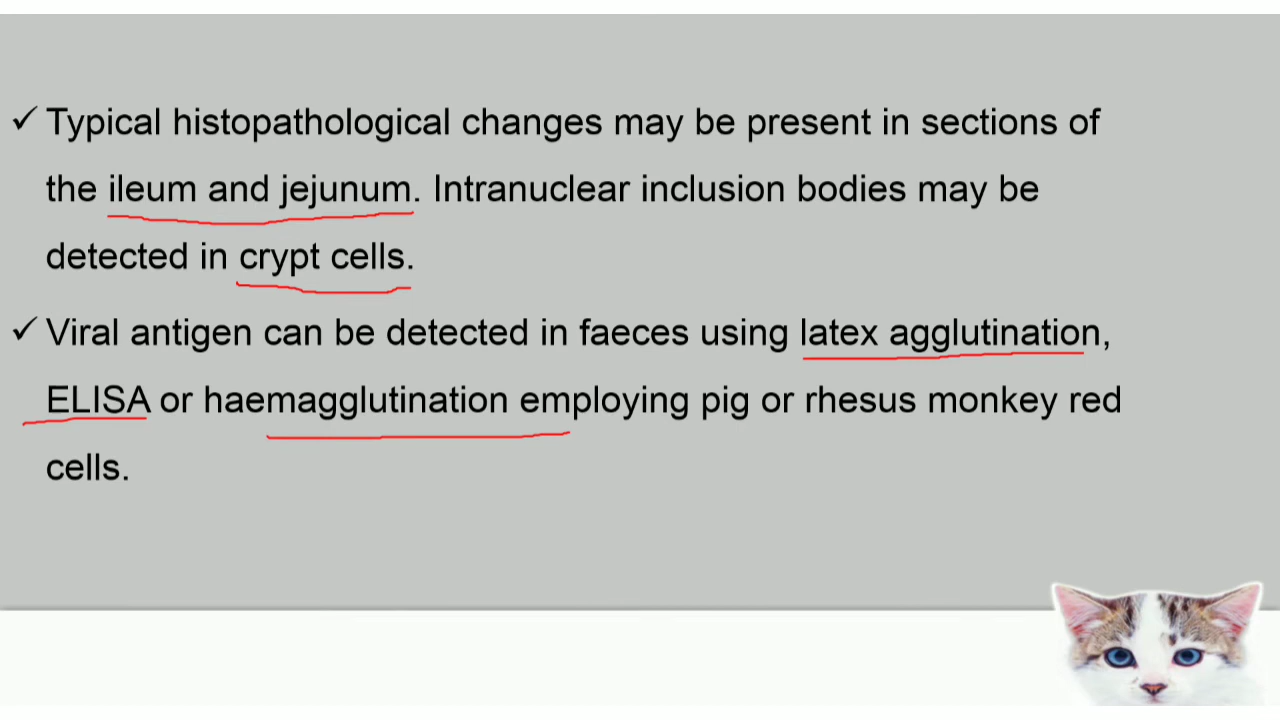 ✓ Typical histopathological changes may be present in sections of
the ileum and jejunum. Intranuclear inclusion bodies may be
detected in crypt cells.
✓ Viral antigen can be detected in faeces using latex agglutination,
ELISA or haemagglutination employing pig or rhesus monkey red
cells.